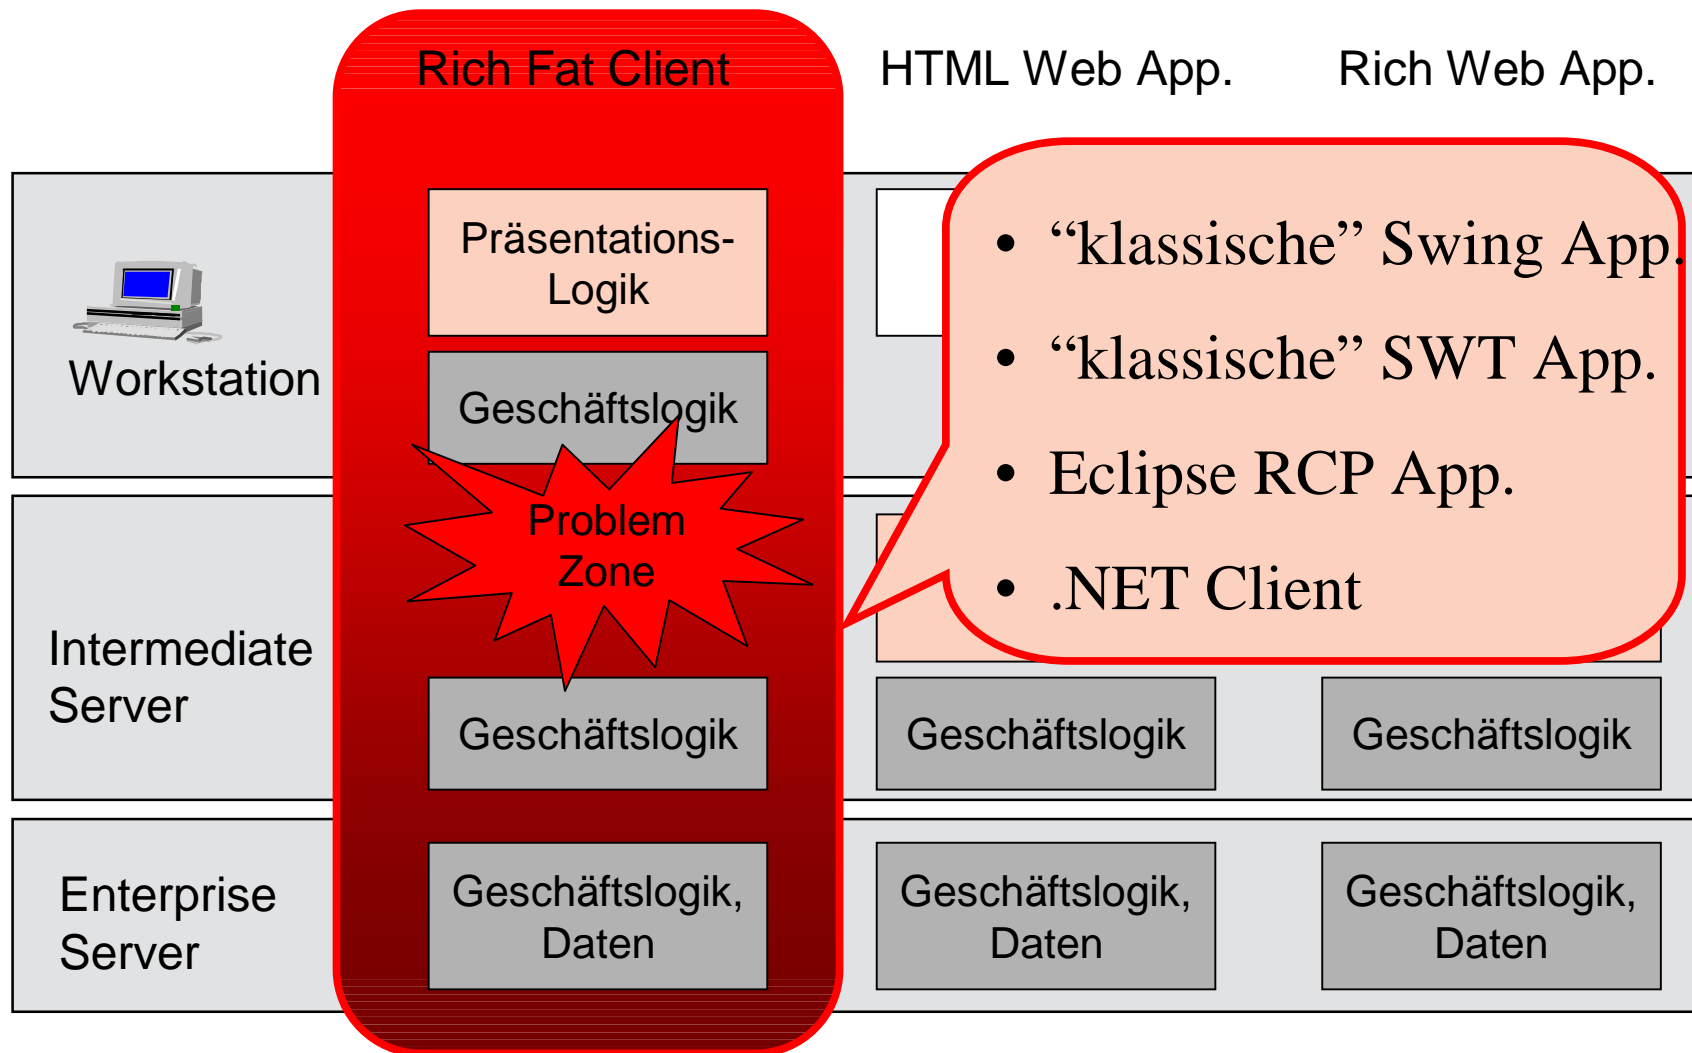 Rich Fat Client
HTML Web App.
Rich Web App.
Workstation
Präsentations-
Logik
Geschäftslogik
• “klassische” Swing App.
• “klassische” SWT App.
• Eclipse RCP App.
• .NET Client
Problem
Zone
Intermediate
Server
Geschäftslogik
Geschäftslogik
Geschäftslogik
Enterprise
Server
Geschäftslogik,
Daten
Geschäftslogik,
Daten
Geschäftslogik,
Daten